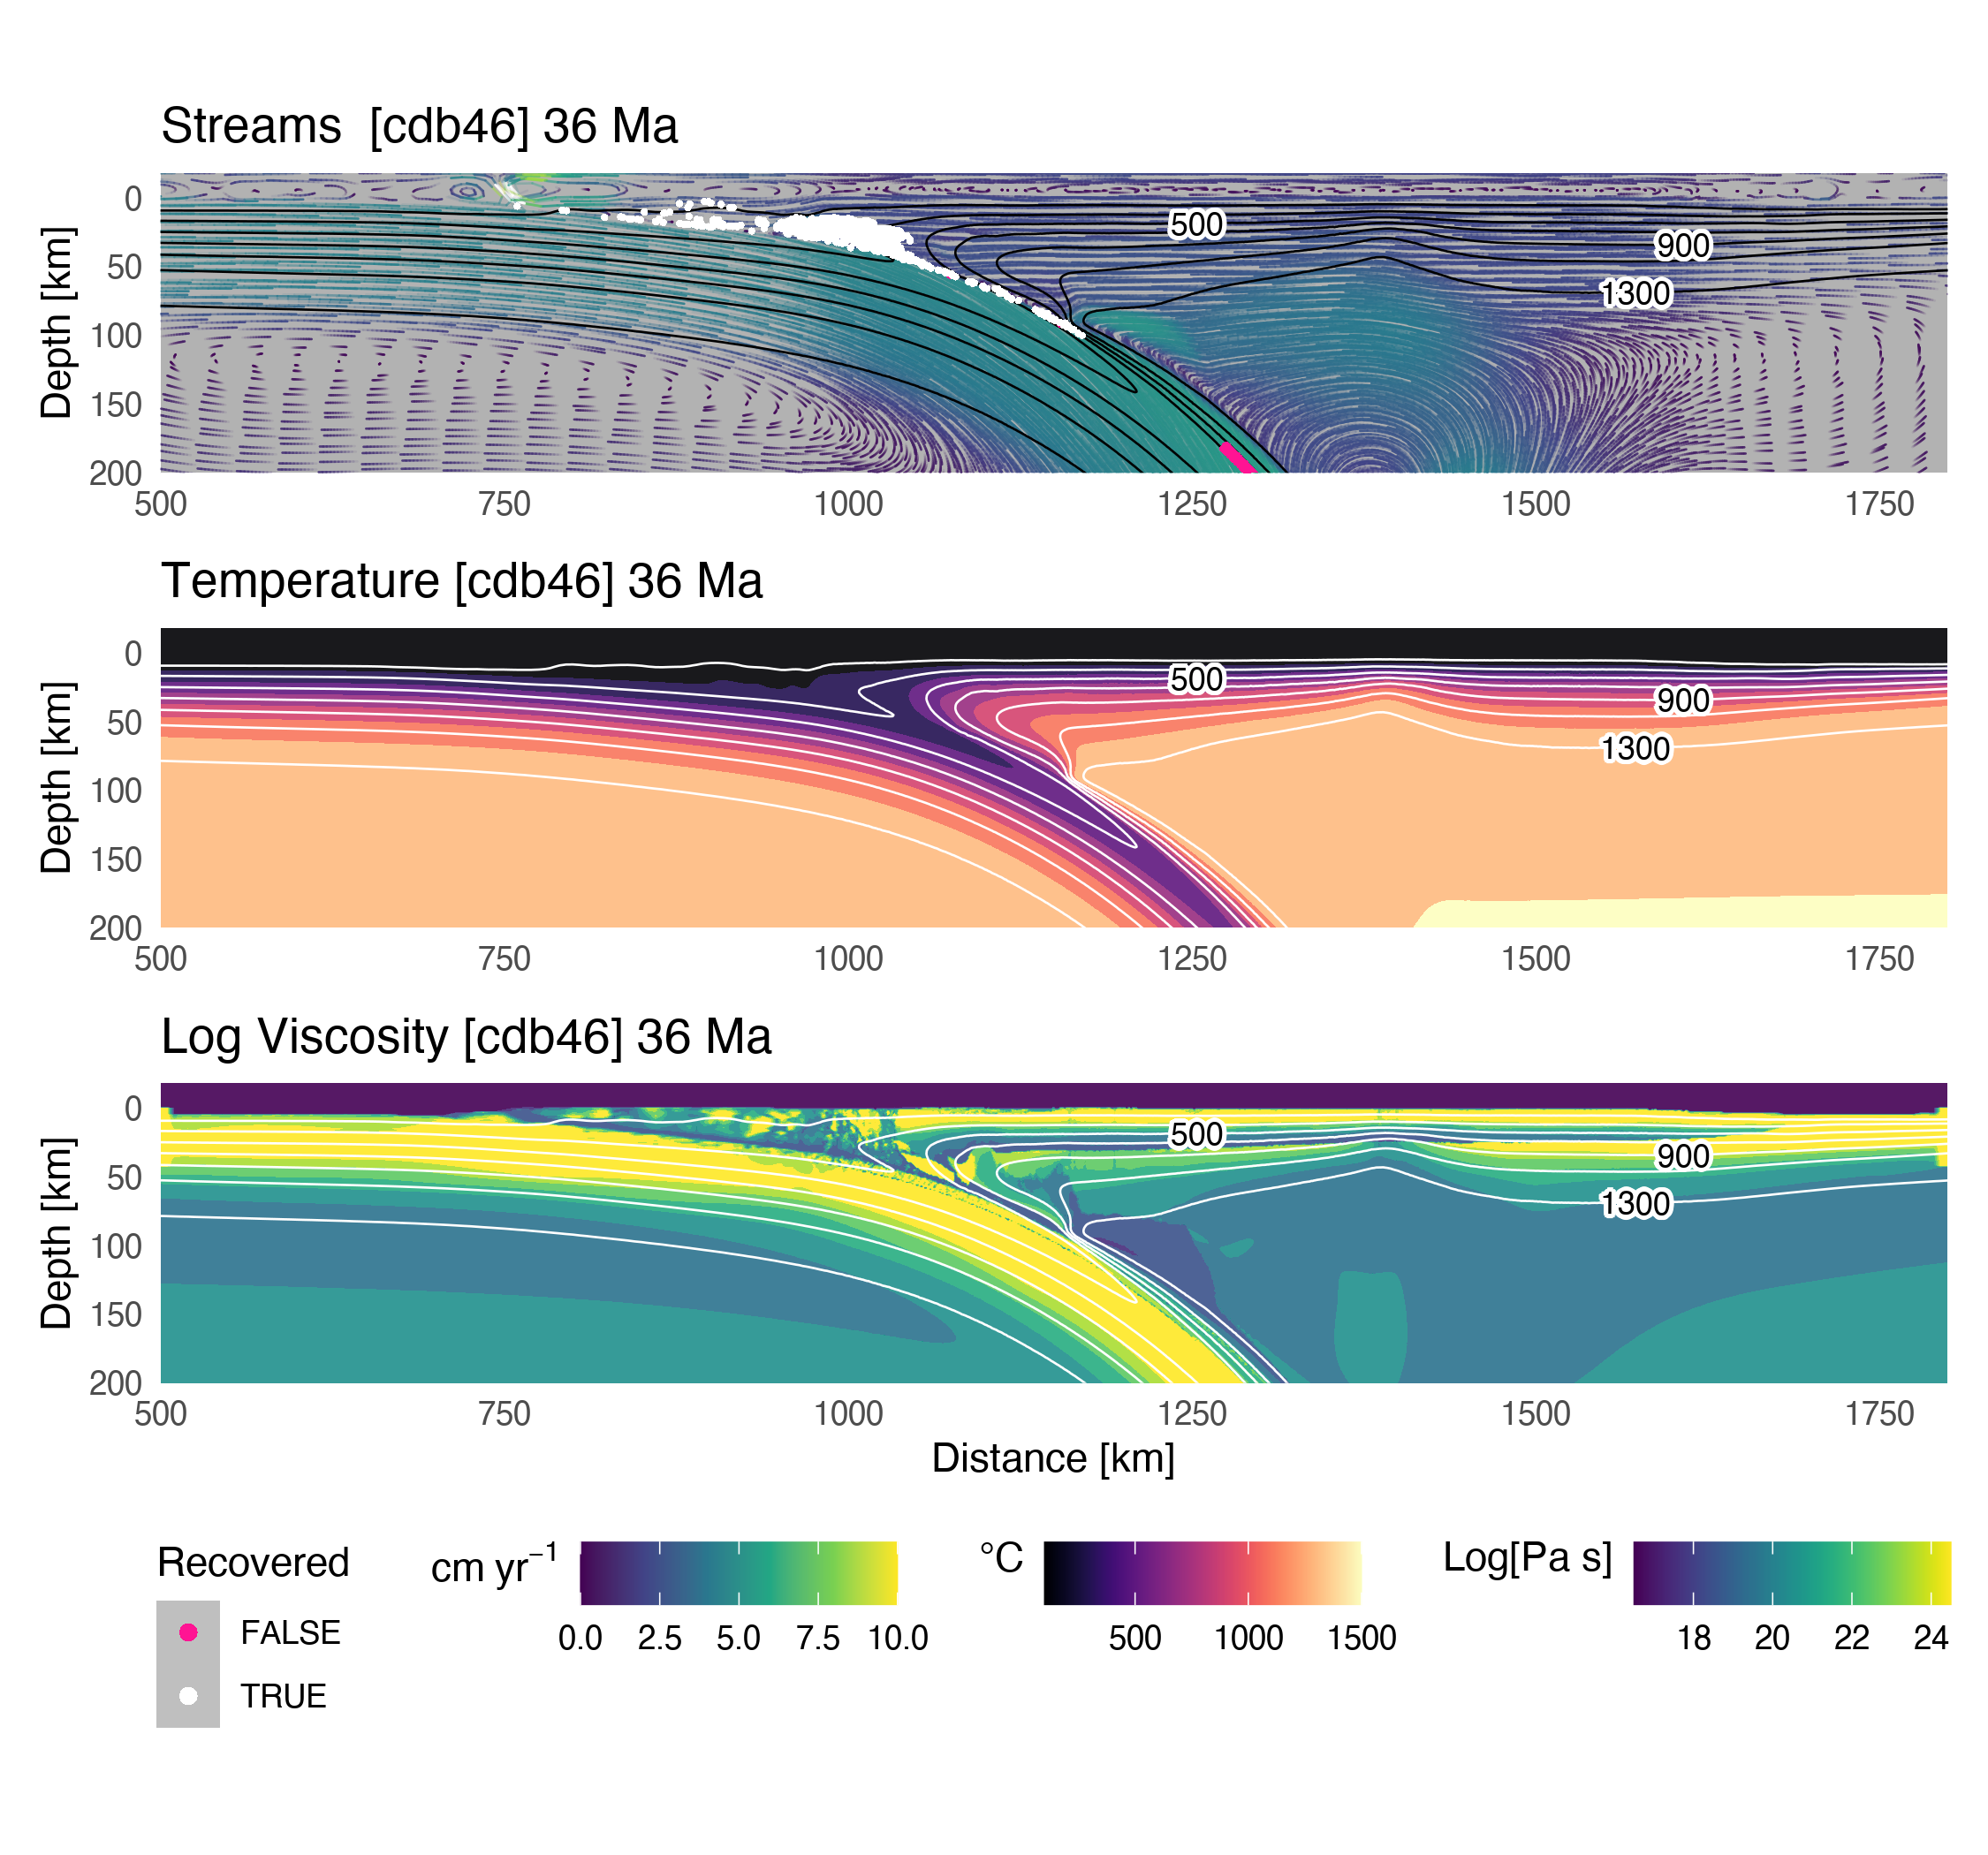 Streams  [cdb46] 36 Ma
Depth [km]
0
50
100
150
200
500
900
1300
500 750 1000 1250 1500 1750
Temperature [cdb46] 36 Ma
Depth [km]
0
50
100
150
200
500
900
1300
500 750 1000 1250 1500 1750
Log Viscosity [cdb46] 36 Ma
Depth [km]
0
50
100
150
200
500
900
1300
500 750 1000 1250 1500 1750
Distance [km]
Recovered
FALSE
TRUE
cm yr⁻¹
0.0 2.5 5.0 7.5 10.0
°C
500 1000 1500
Log[Pa s]
18 20 22 24